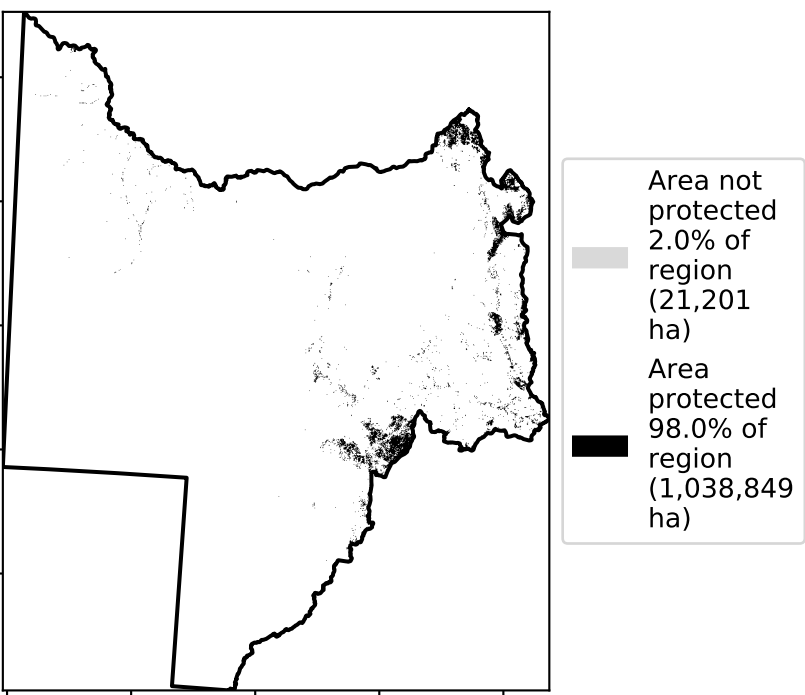 Area not
protected
2.0% of
region
(21,201
ha)
Area
protected
98.0% of
region
(1,038,849
ha)